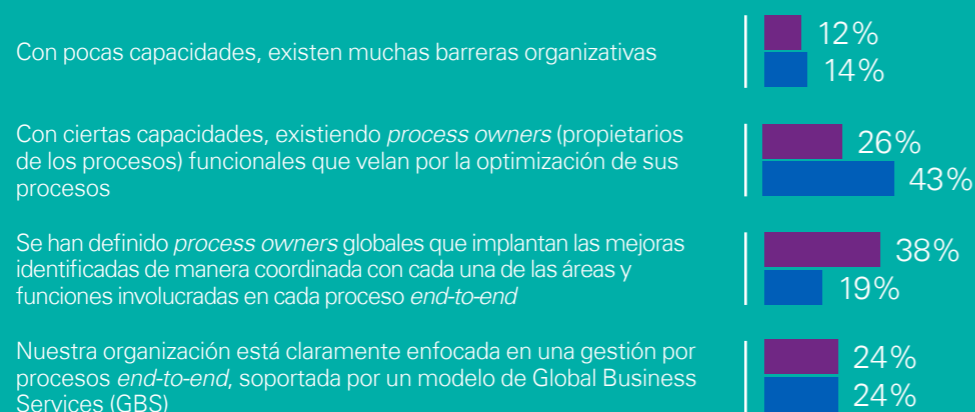 Con pocas capacidades, existen muchas barreras organizativas
12%
14%
Con ciertas capacidades, existiendo process owners (propietarios
de los procesos) funcionales que velan por la optimización de sus
procesos
26%
43%
Se han definido process owners globales que implantan las mejoras
identificadas de manera coordinada con cada una de las áreas y
funciones involucradas en cada proceso end-to-end
38%
19%
Nuestra organización está claramente enfocada en una gestión por
procesos end-to-end, soportada por un modelo de Global Business
Services (GBS)
24%
24%